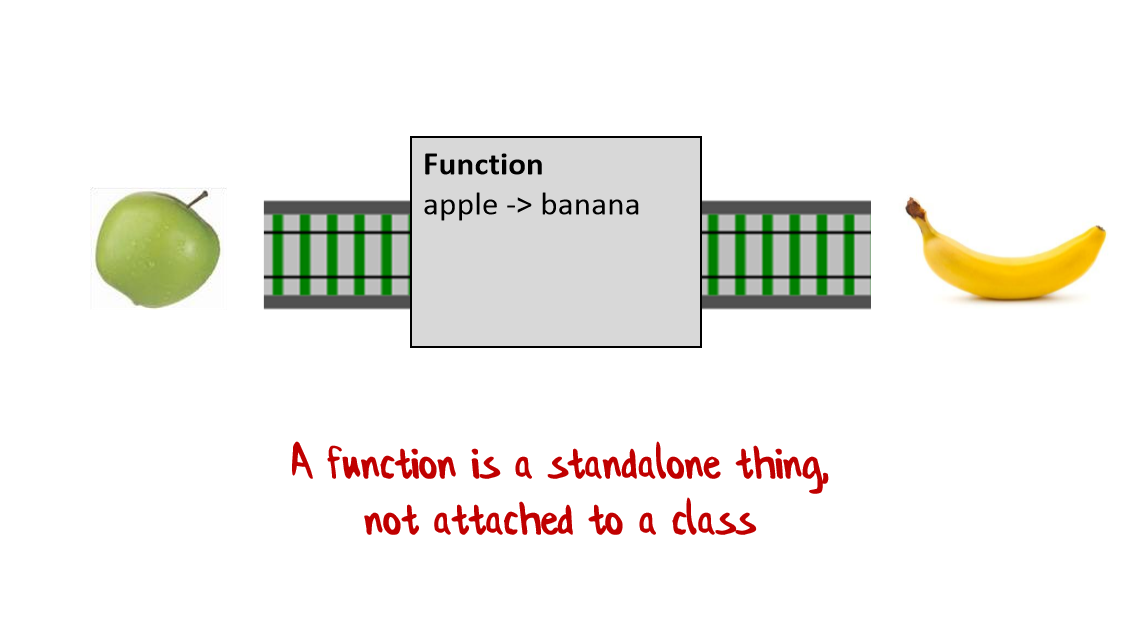 Function
apple -> banana
A function is a standalone thing,
not attached to a class